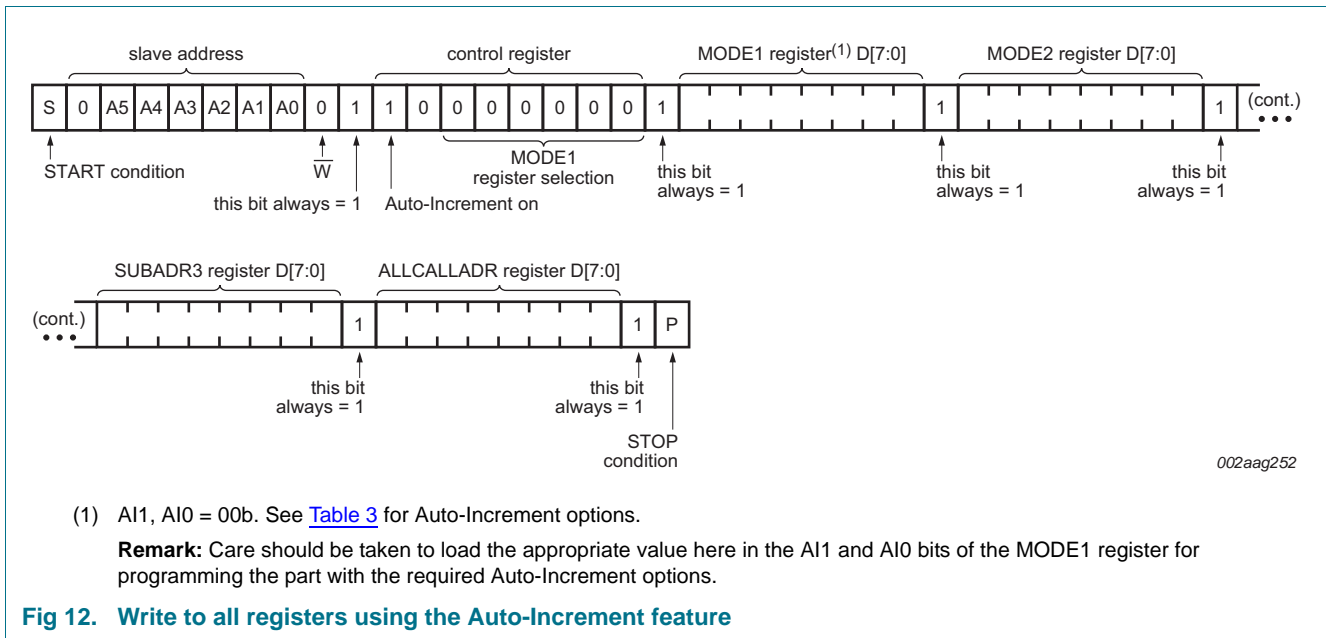 slave address control register MODE1 register(1) D[7:0] MODE2 register D[7:0]
S 0 A5 A4 A3 A2 A1 A0 0 1 1 0 0 0 0 0 0 0 1 1 1 (cont.)
START condition W MODE1 register selection this bit always = 1 this bit always = 1 this bit always = 1
this bit always = 1 Auto-Increment on
SUBADR3 register D[7:0] ALLCALLADR register D[7:0]
(cont.) 1 1 P
this bit always = 1 this bit always = 1
STOP condition
002aag252
(1) AI1, AI0 = 00b. See Table 3 for Auto-Increment options.
Remark: Care should be taken to load the appropriate value here in the AI1 and AI0 bits of the MODE1 register for
programming the part with the required Auto-Increment options.
Fig 12. Write to all registers using the Auto-Increment feature